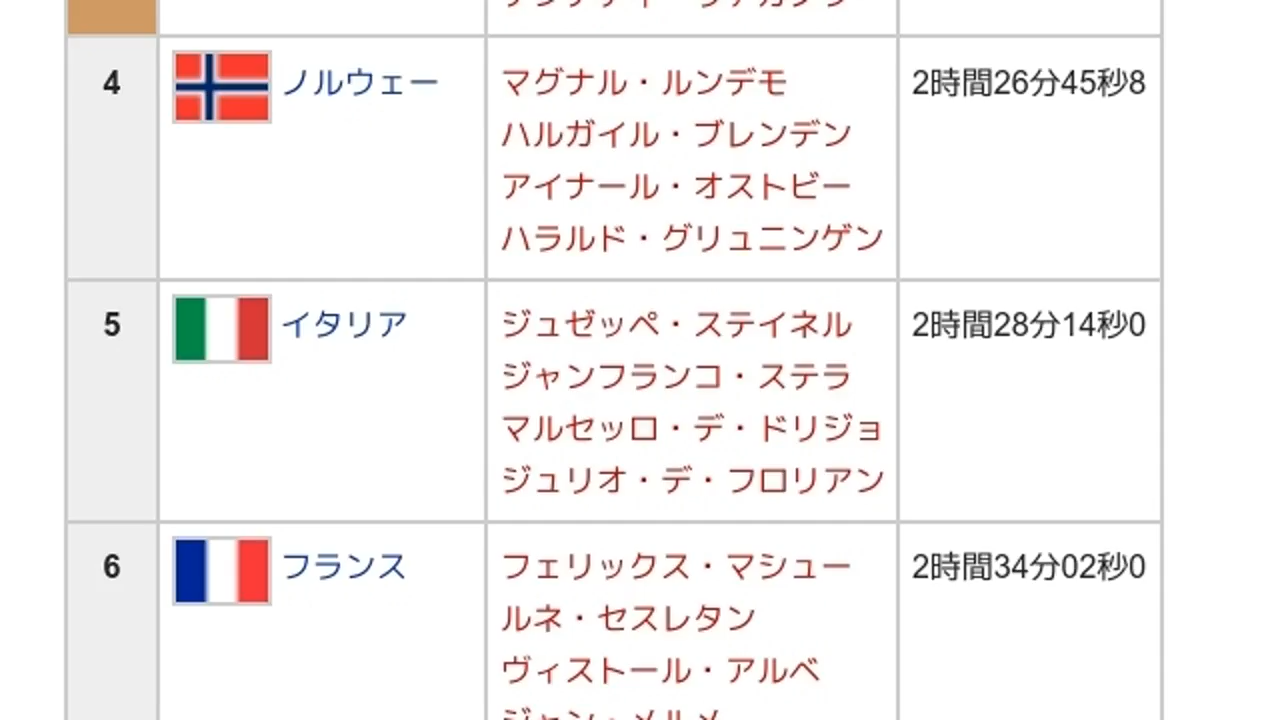 4 ノルウェー マグナル・ルンデモ 2時間26分45秒8
ハルガイル・ブレンデン
アイナール・オストビー
ハラルド・グリュニンゲン
5 イタリア ジュゼッペ・ステイネル 2時間28分14秒0
ジャンフランコ・ステラ
マルセッロ・デ・ドリジョ
ジュリオ・デ・フロリアン
6 フランス フェリックス・マシュー 2時間34分02秒0
ルネ・セスレタン
ヴィストール・アルベ